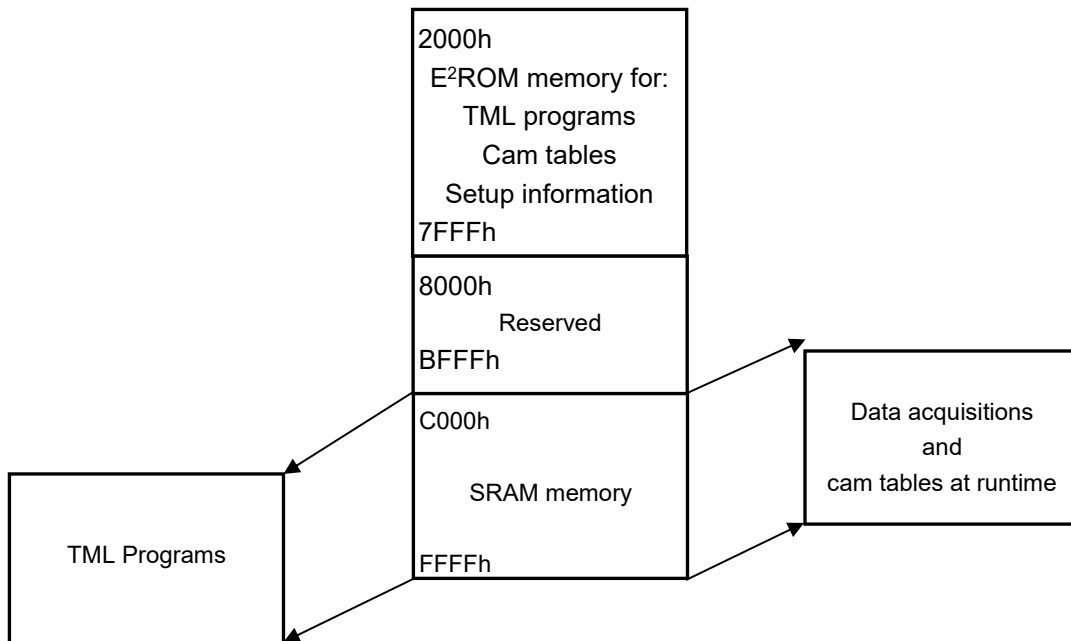 2000h
E²ROM memory for:
TML programs
Cam tables
Setup information
7FFFh
8000h
Reserved
BFFFh
C000h
SRAM memory
FFFFh
TML Programs
Data acquisitions
and
cam tables at runtime